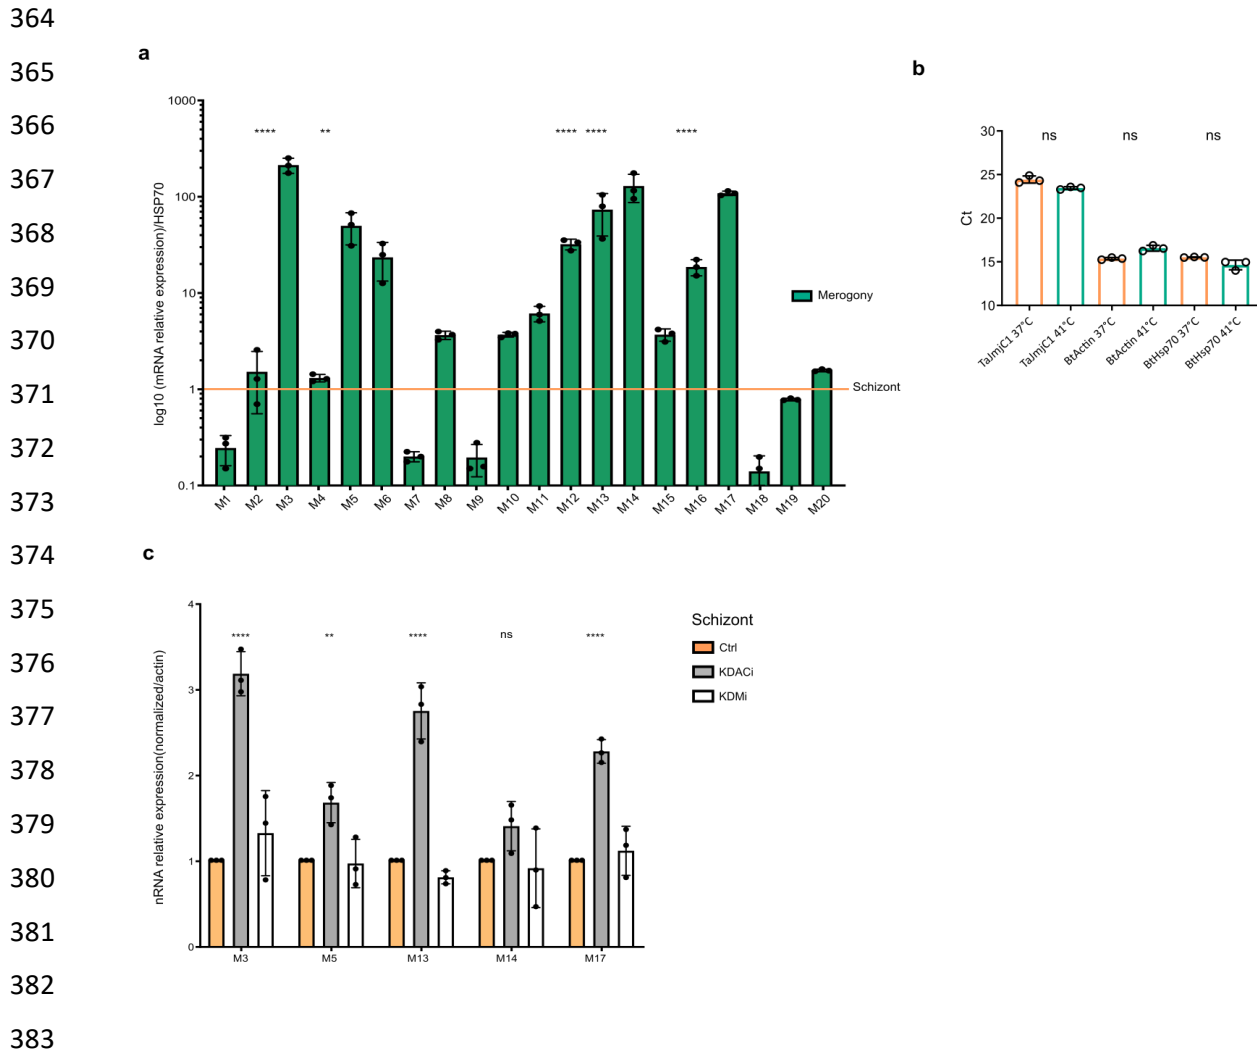 364
365
366
367
368
369
370
371
372
373
374
375
376
377
378
379
380
381
382
383
a
log10 (mRNA relative expression)/HSP70
1000
100
10
1
0.1
**** ** **** **** ****
Merogony
Schizont
M1 M2 M3 M4 M5 M6 M7 M8 M9 M10 M11 M12 M13 M14 M15 M16 M17 M18 M19 M20
b
Ct
30
25
20
15
10
ns ns ns
TaJmjC1 37°C
TaJmjC1 41°C
BtActin 37°C
BtActin 41°C
BtHsp70 37°C
BtHsp70 41°C
c
nRNA relative expression(normalized/actin)
4
3
2
1
0
**** ** **** ns ****
M3 M5 M13 M14 M17
Schizont
Ctrl
KDACi
KDMi